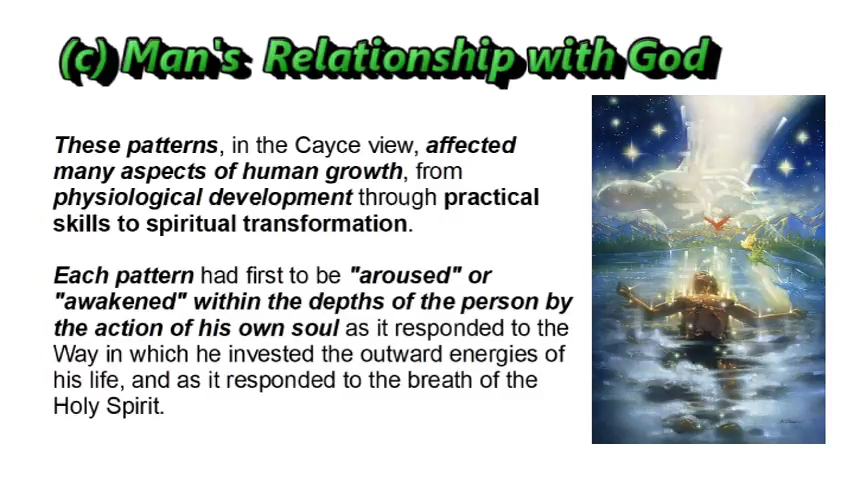 (c) Man's Relationship with God
These patterns, in the Cayce view, affected
many aspects of human growth, from
physiological development through practical
skills to spiritual transformation.
Each pattern had first to be "aroused" or
"awakened" within the depths of the person by
the action of his own soul as it responded to the
Way in which he invested the outward energies of
his life, and as it responded to the breath of the
Holy Spirit.